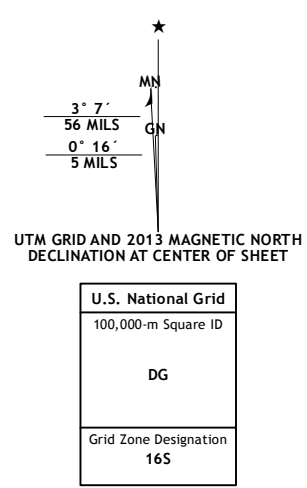 ★
MN
3° 7´
56 MILS
GN
0° 16´
5 MILS
UTM GRID AND 2013 MAGNETIC NORTH
DECLINATION AT CENTER OF SHEET
U.S. National Grid
100,000-m Square ID
DG
Grid Zone Designation
16S